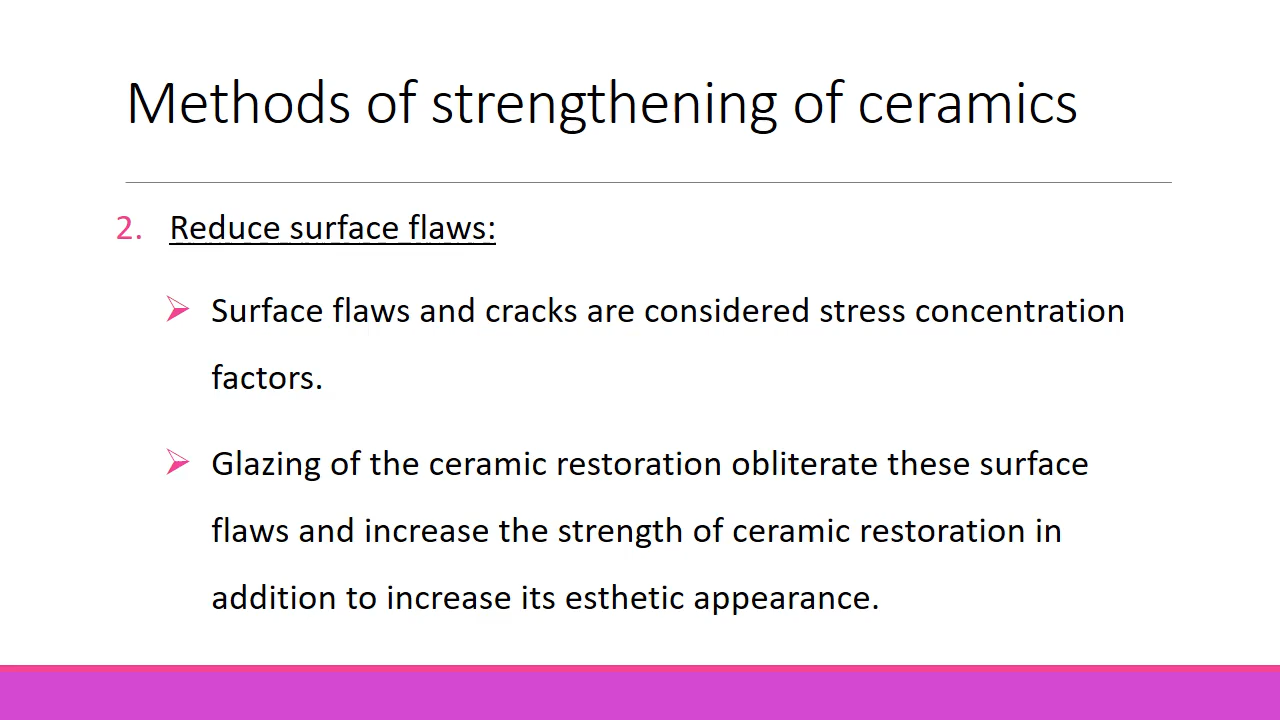 Methods of strengthening of ceramics
2. Reduce surface flaws:
Surface flaws and cracks are considered stress concentration
factors.
Glazing of the ceramic restoration obliterate these surface
flaws and increase the strength of ceramic restoration in
addition to increase its esthetic appearance.